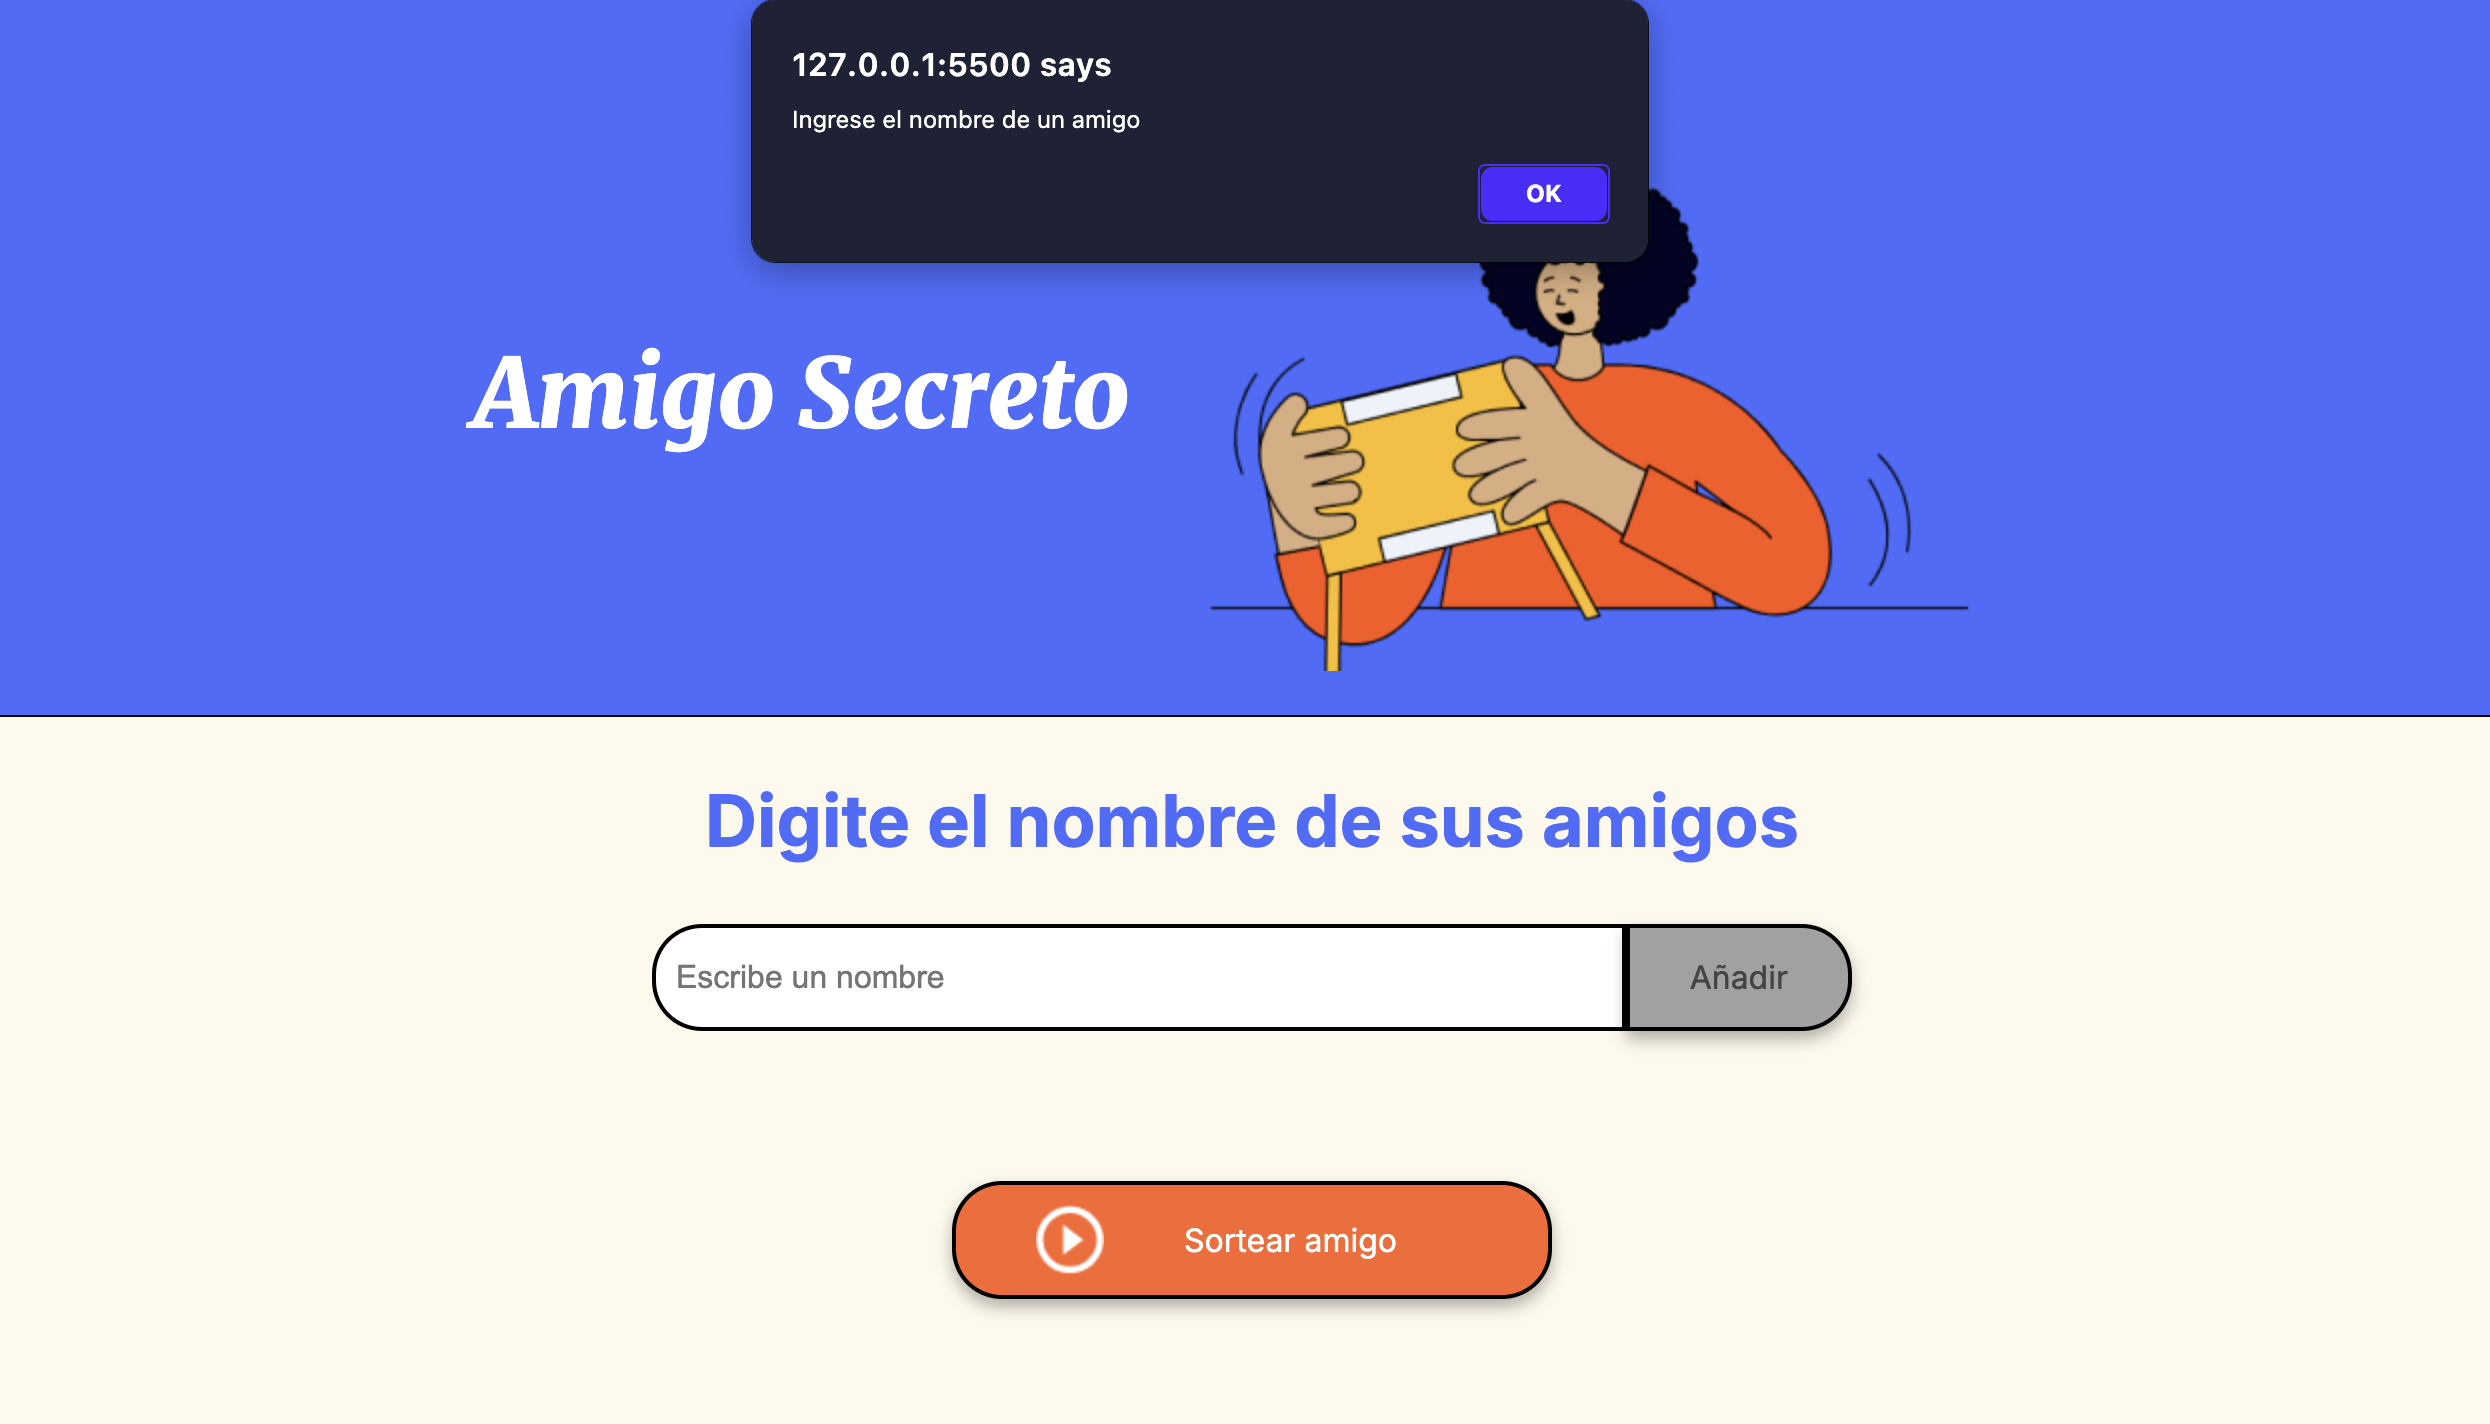 127.0.0.1:5500 says
Ingrese el nombre de un amigo
OK
Amigo Secreto
Digite el nombre de sus amigos
Escribe un nombre
Añadir
Sortear amigo